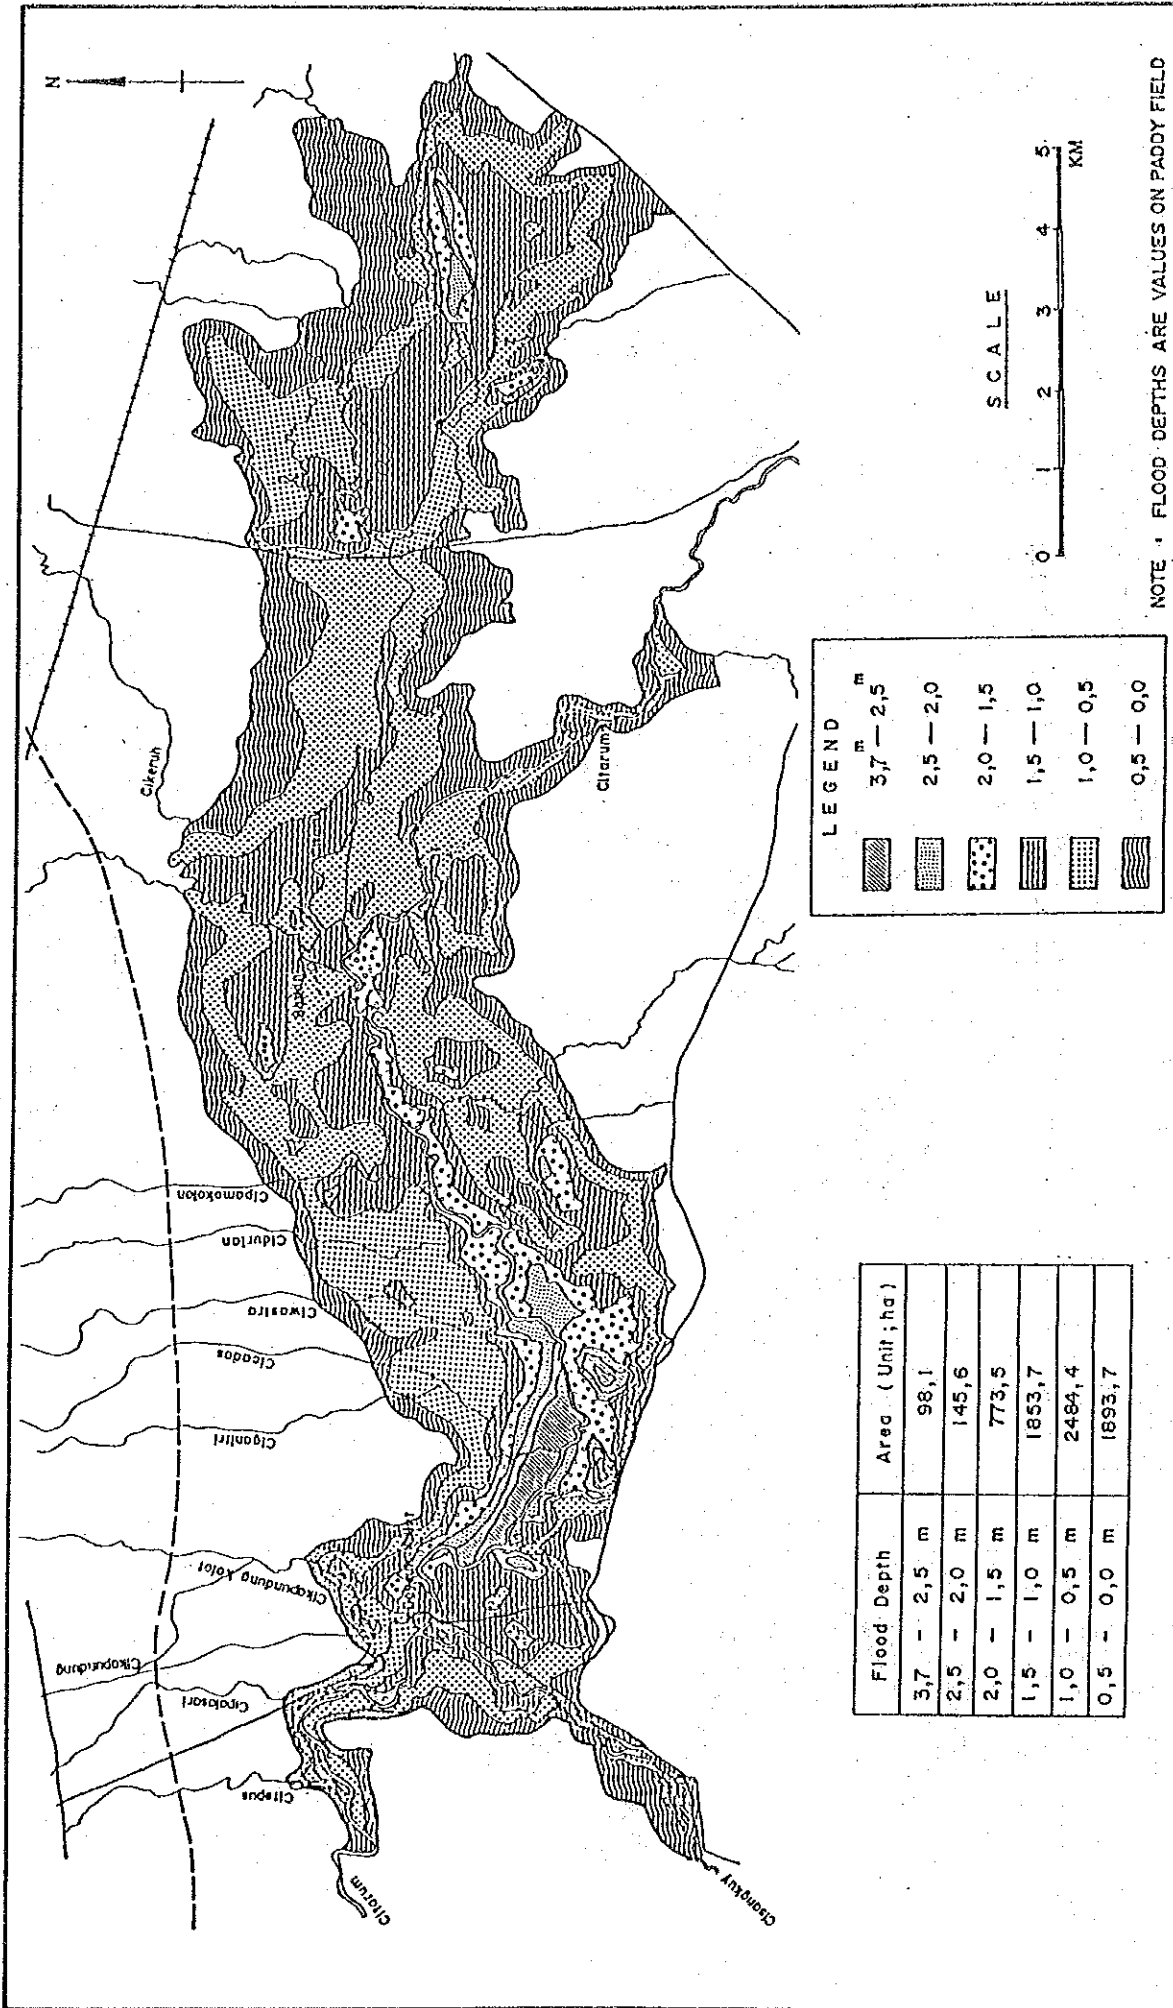 N
Cikeruh
Cipamokolan
Cidurian
Ciwastra
Cicadas
Ciganitri
Cikapundung Kolot
Cikapundung
Cipalasari
Citepus
Citarum
Cisangkuy
Citarum
Flood Depth Area (Unit; ha)
3,7 - 2,5 m 98,1
2,5 - 2,0 m 145,6
2,0 - 1,5 m 773,5
1,5 - 1,0 m 1853,7
1,0 - 0,5 m 2484,4
0,5 - 0,0 m 1893,7
LEGEND
3,7 m — 2,5 m
2,5 — 2,0
2,0 — 1,5
1,5 — 1,0
1,0 — 0,5
0,5 — 0,0
SCALE
0 1 2 3 4 5
KM
NOTE : FLOOD DEPTHS ARE VALUES ON PADDY FIELD